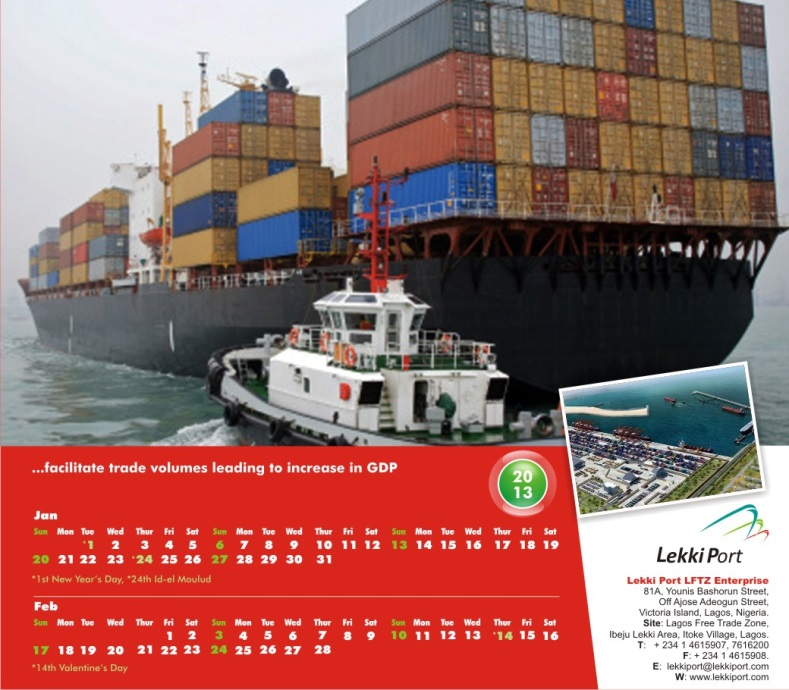 ...facilitate trade volumes leading to increase in GDP
20
13
Jan
Sun Mon Tue Wed Thur Fri Sat Sun Mon Tue Wed Thur Fri Sat Sun Mon Tue Wed Thur Fri Sat
*1 2 3 4 5 6 7 8 9 10 11 12 13 14 15 16 17 18 19
20 21 22 23 *24 25 26 27 28 29 30 31
*1st New Year's Day, *24th Id-el Moulud
Feb
Sun Mon Tue Wed Thur Fri Sat Sun Mon Tue Wed Thur Fri Sat Sun Mon Tue Wed Thur Fri Sat
1 2 3 4 5 6 7 8 9 10 11 12 13 *14 15 16
17 18 19 20 21 22 23 24 25 26 27 28
*14th Valentine's Day
Lekki Port
Lekki Port LFTZ Enterprise
81A, Younis Bashorun Street,
Off Ajose Adeogun Street,
Victoria Island, Lagos, Nigeria.
Site: Lagos Free Trade Zone,
Ibeju Lekki Area, Itoke Village, Lagos.
T: + 234 1 4615907, 7616200
F: + 234 1 4615908.
E: lekkiport@lekkiport.com
W: www.lekkiport.com